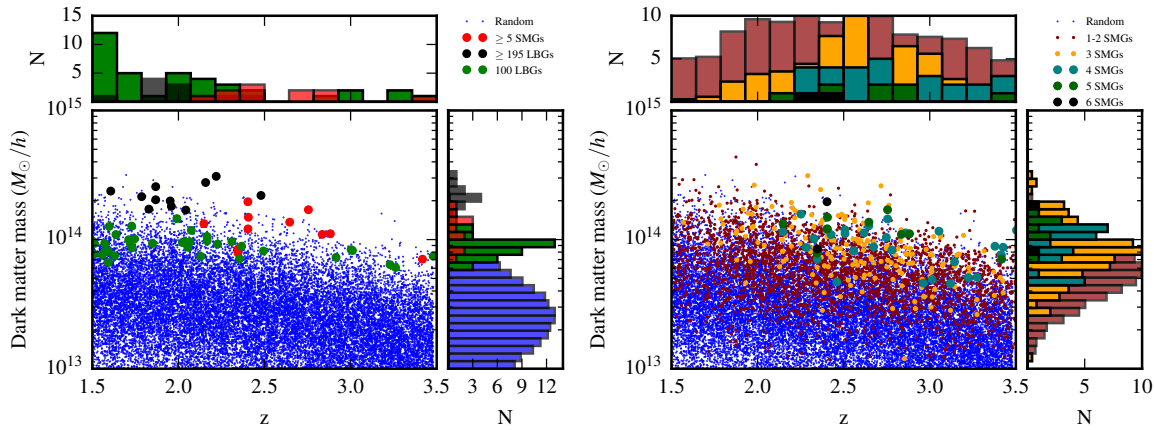 15
10
5
N
Random
≥ 5 SMGs
≥ 195 LBGs
100 LBGs
10^15
10^14
10^13
Dark matter mass (M⊙/h)
1.5 2.0 2.5 3.0 3.5
z
3 6 9 12
N
10
5
N
Random
1-2 SMGs
3 SMGs
4 SMGs
5 SMGs
6 SMGs
10^15
10^14
10^13
Dark matter mass (M⊙/h)
1.5 2.0 2.5 3.0 3.5
z
5 10
N